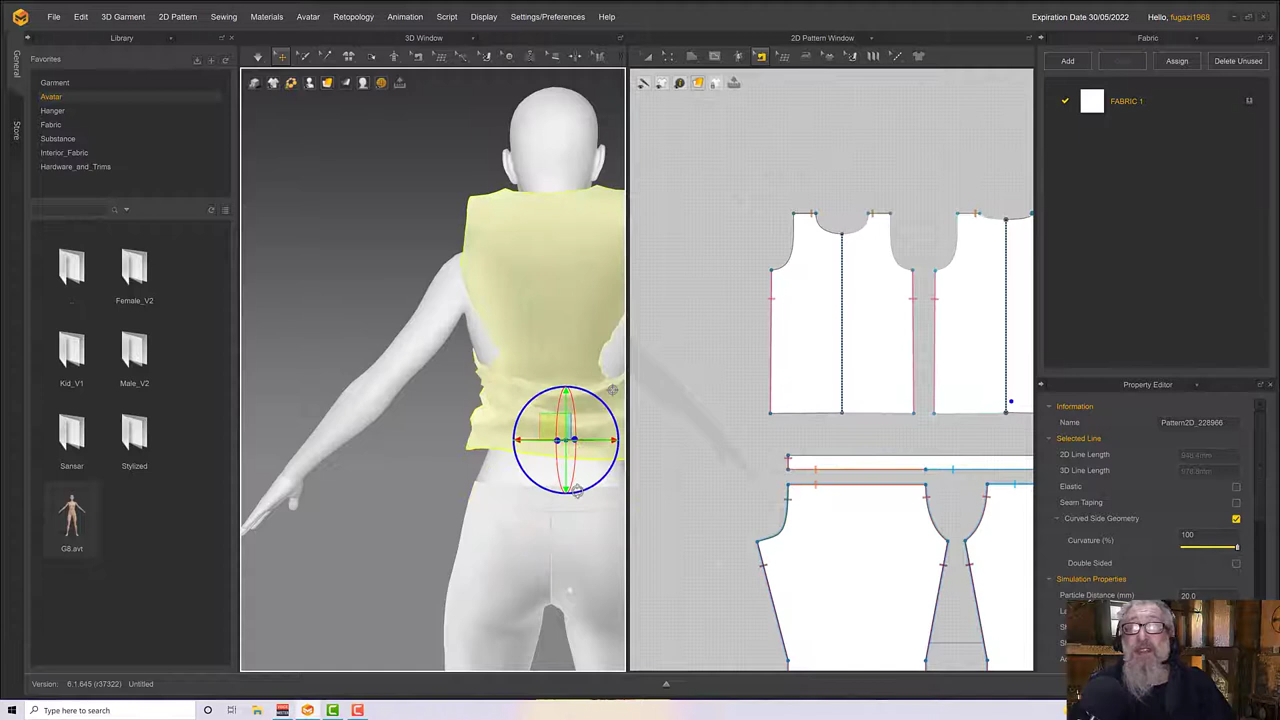 File Edit 3D Garment 2D Pattern Sewing Materials Avatar Retopology Animation Script Display Settings/Preferences Help
Expiration Date 30/05/2022 Hello, fugazi1968
Library
3D Window
2D Pattern Window
Fabric
General
Store
Favorites
Garment
Avatar
Hanger
Fabric
Substance
Interior_Fabric
Hardware_and_Trims
..
Female_V2
Kid_V1
Male_V2
Sansar
Stylized
G8.avt
Add
Assign
Delete Unused
FABRIC 1
Property Editor
Information
Name Pattern2D_228966
Selected Line
2D Line Length
3D Line Length
Elastic
Seam Taping
Curved Side Geometry
Curvature (%) 100
Double Sided
Simulation Properties
Particle Distance (mm) 20.0
Version: 6.1.645 (r37322) Untitled
Type here to search